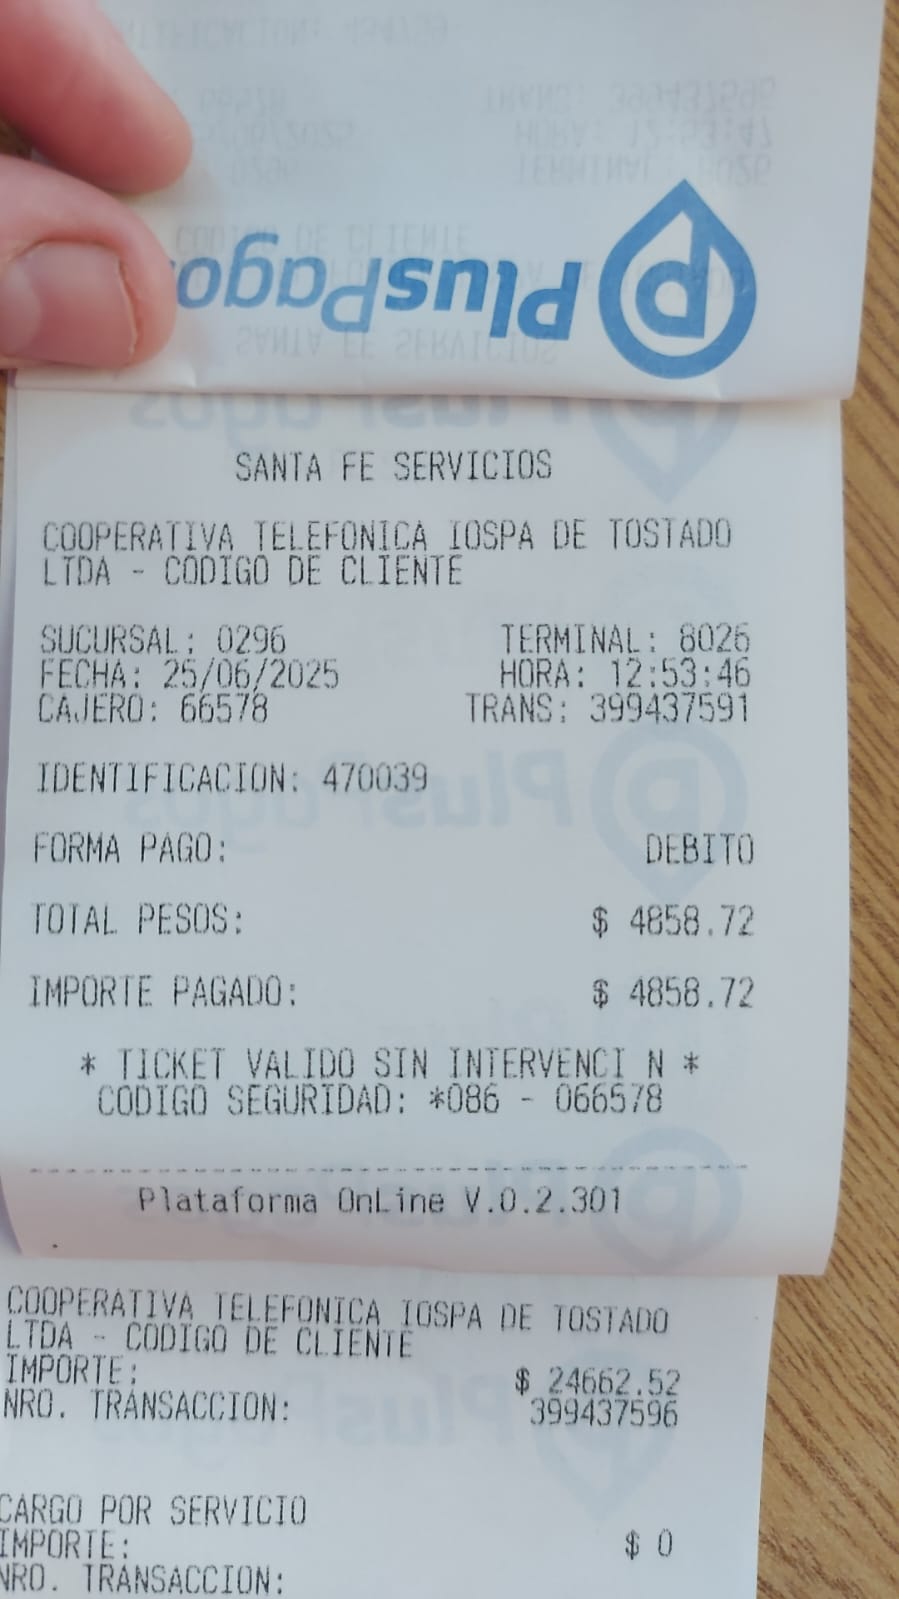 PlusPagos
SANTA FE SERVICIOS
COOPERATIVA TELEFONICA IOSPA DE TOSTADO
LTDA - CODIGO DE CLIENTE
SUCURSAL: 0296 TERMINAL: 8026
FECHA: 25/06/2025 HORA: 12:53:46
CAJERO: 66578 TRANS: 399437591
IDENTIFICACION: 470039
FORMA PAGO: DEBITO
TOTAL PESOS: $ 4858.72
IMPORTE PAGADO: $ 4858.72
* TICKET VALIDO SIN INTERVENCI N *
CODIGO SEGURIDAD: *086 - 066578
Plataforma OnLine V.0.2.301
COOPERATIVA TELEFONICA IOSPA DE TOSTADO
LTDA - CODIGO DE CLIENTE
IMPORTE: $ 24662.52
NRO. TRANSACCION: 399437596
CARGO POR SERVICIO
IMPORTE: $ 0
NRO. TRANSACCION: